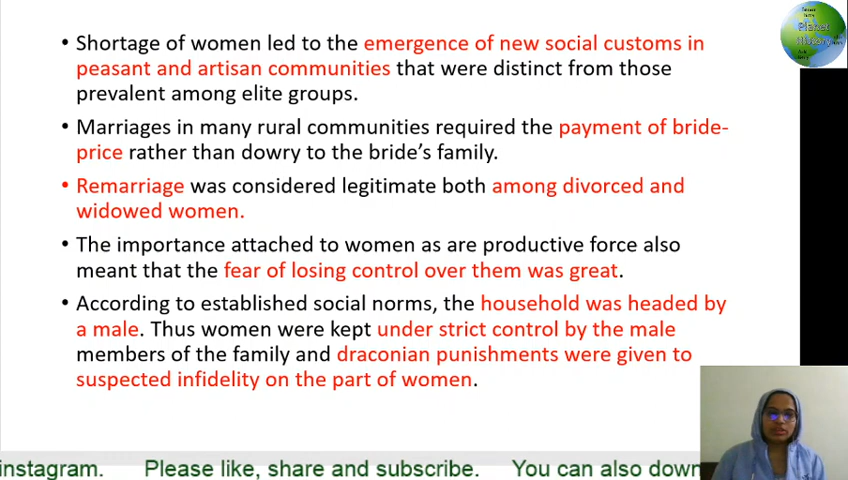 • Shortage of women led to the emergence of new social customs in
peasant and artisan communities that were distinct from those
prevalent among elite groups.
• Marriages in many rural communities required the payment of bride-
price rather than dowry to the bride's family.
• Remarriage was considered legitimate both among divorced and
widowed women.
• The importance attached to women as are productive force also
meant that the fear of losing control over them was great.
• According to established social norms, the household was headed by
a male. Thus women were kept under strict control by the male
members of the family and draconian punishments were given to
suspected infidelity on the part of women.
Planet
History
instagram. Please like, share and subscribe. You can also down